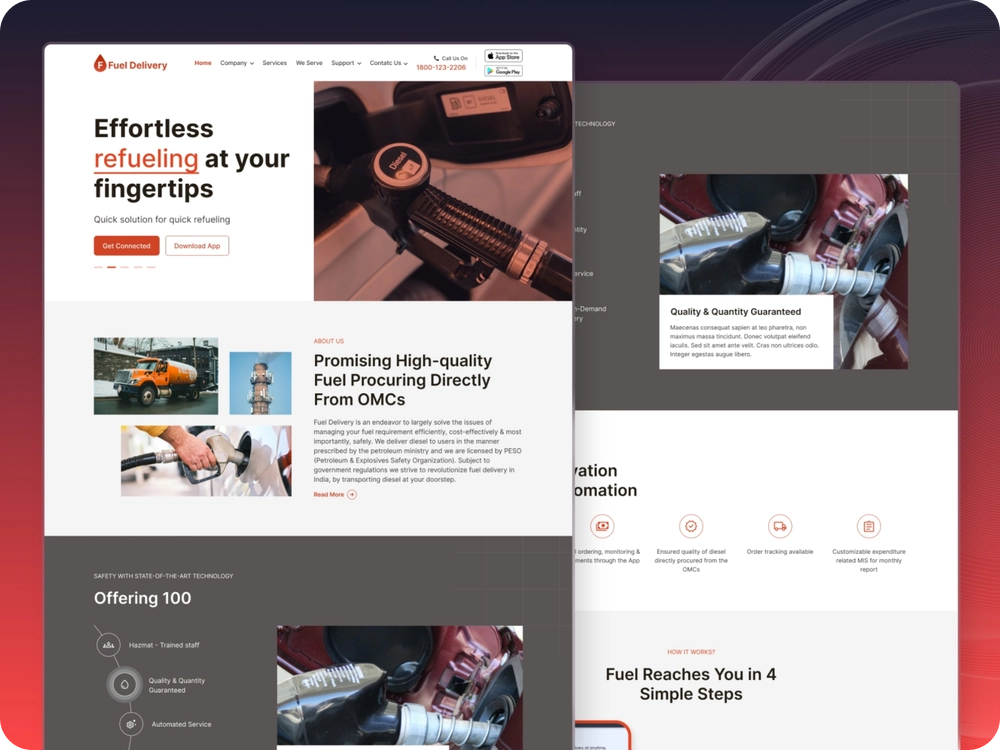 Fuel Delivery
Home
Company
Services
We Serve
Support
Contatc Us
Call Us On
1800-123-2206
Download on the
App Store
GET IT ON
Google Play
Effortless
refueling at your
fingertips
Quick solution for quick refueling
Get Connected
Download App
DIESEL
Diesel
ABOUT US
Promising High-quality
Fuel Procuring Directly
From OMCs
Fuel Delivery is an endeavor to largely solve the issues of
managing your fuel requirement efficiently, cost-effectively & most
importantly, safely. We deliver diesel to users in the manner
prescribed by the petroleum ministry and we are licensed by PESO
(Petroleum & Explosives Safety Organization). Subject to
government regulations we strive to revolutionize fuel delivery in
India, by transporting diesel at your doorstep.
Read More
SAFETY WITH STATE-OF-THE-ART TECHNOLOGY
Offering 100
Hazmat - Trained staff
Quality & Quantity
Guaranteed
Automated Service
TECHNOLOGY
aff
ntity
ervice
n-Demand
ery
Quality & Quantity Guaranteed
Maecenas consequat sapien at leo pharetra, non
maximus massa tincidunt. Donec volutpat eleifend
iaculis. Sed sit amet ante velit. Cras non ultrices odio.
Integer egestas augue libero.
vation
omation
l ordering, monitoring &
ments through the App
Ensured quality of diesel
directly procured from the
OMCs
Order tracking available
Customizable expenditure
related MIS for monthly
report
HOW IT WORKS?
Fuel Reaches You in 4
Simple Steps